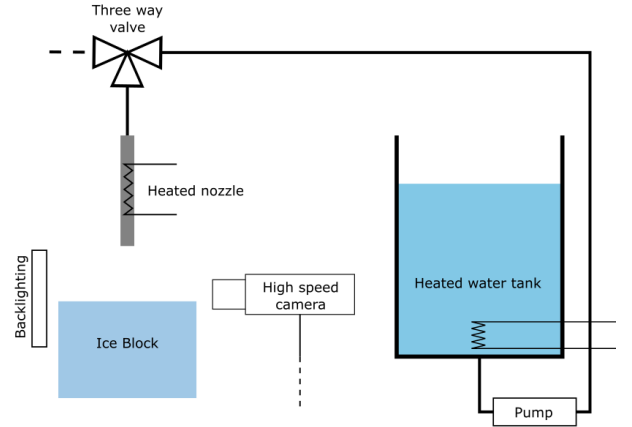 Three way
valve
Heated nozzle
Backlighting
High speed
camera
Heated water tank
Ice Block
Pump